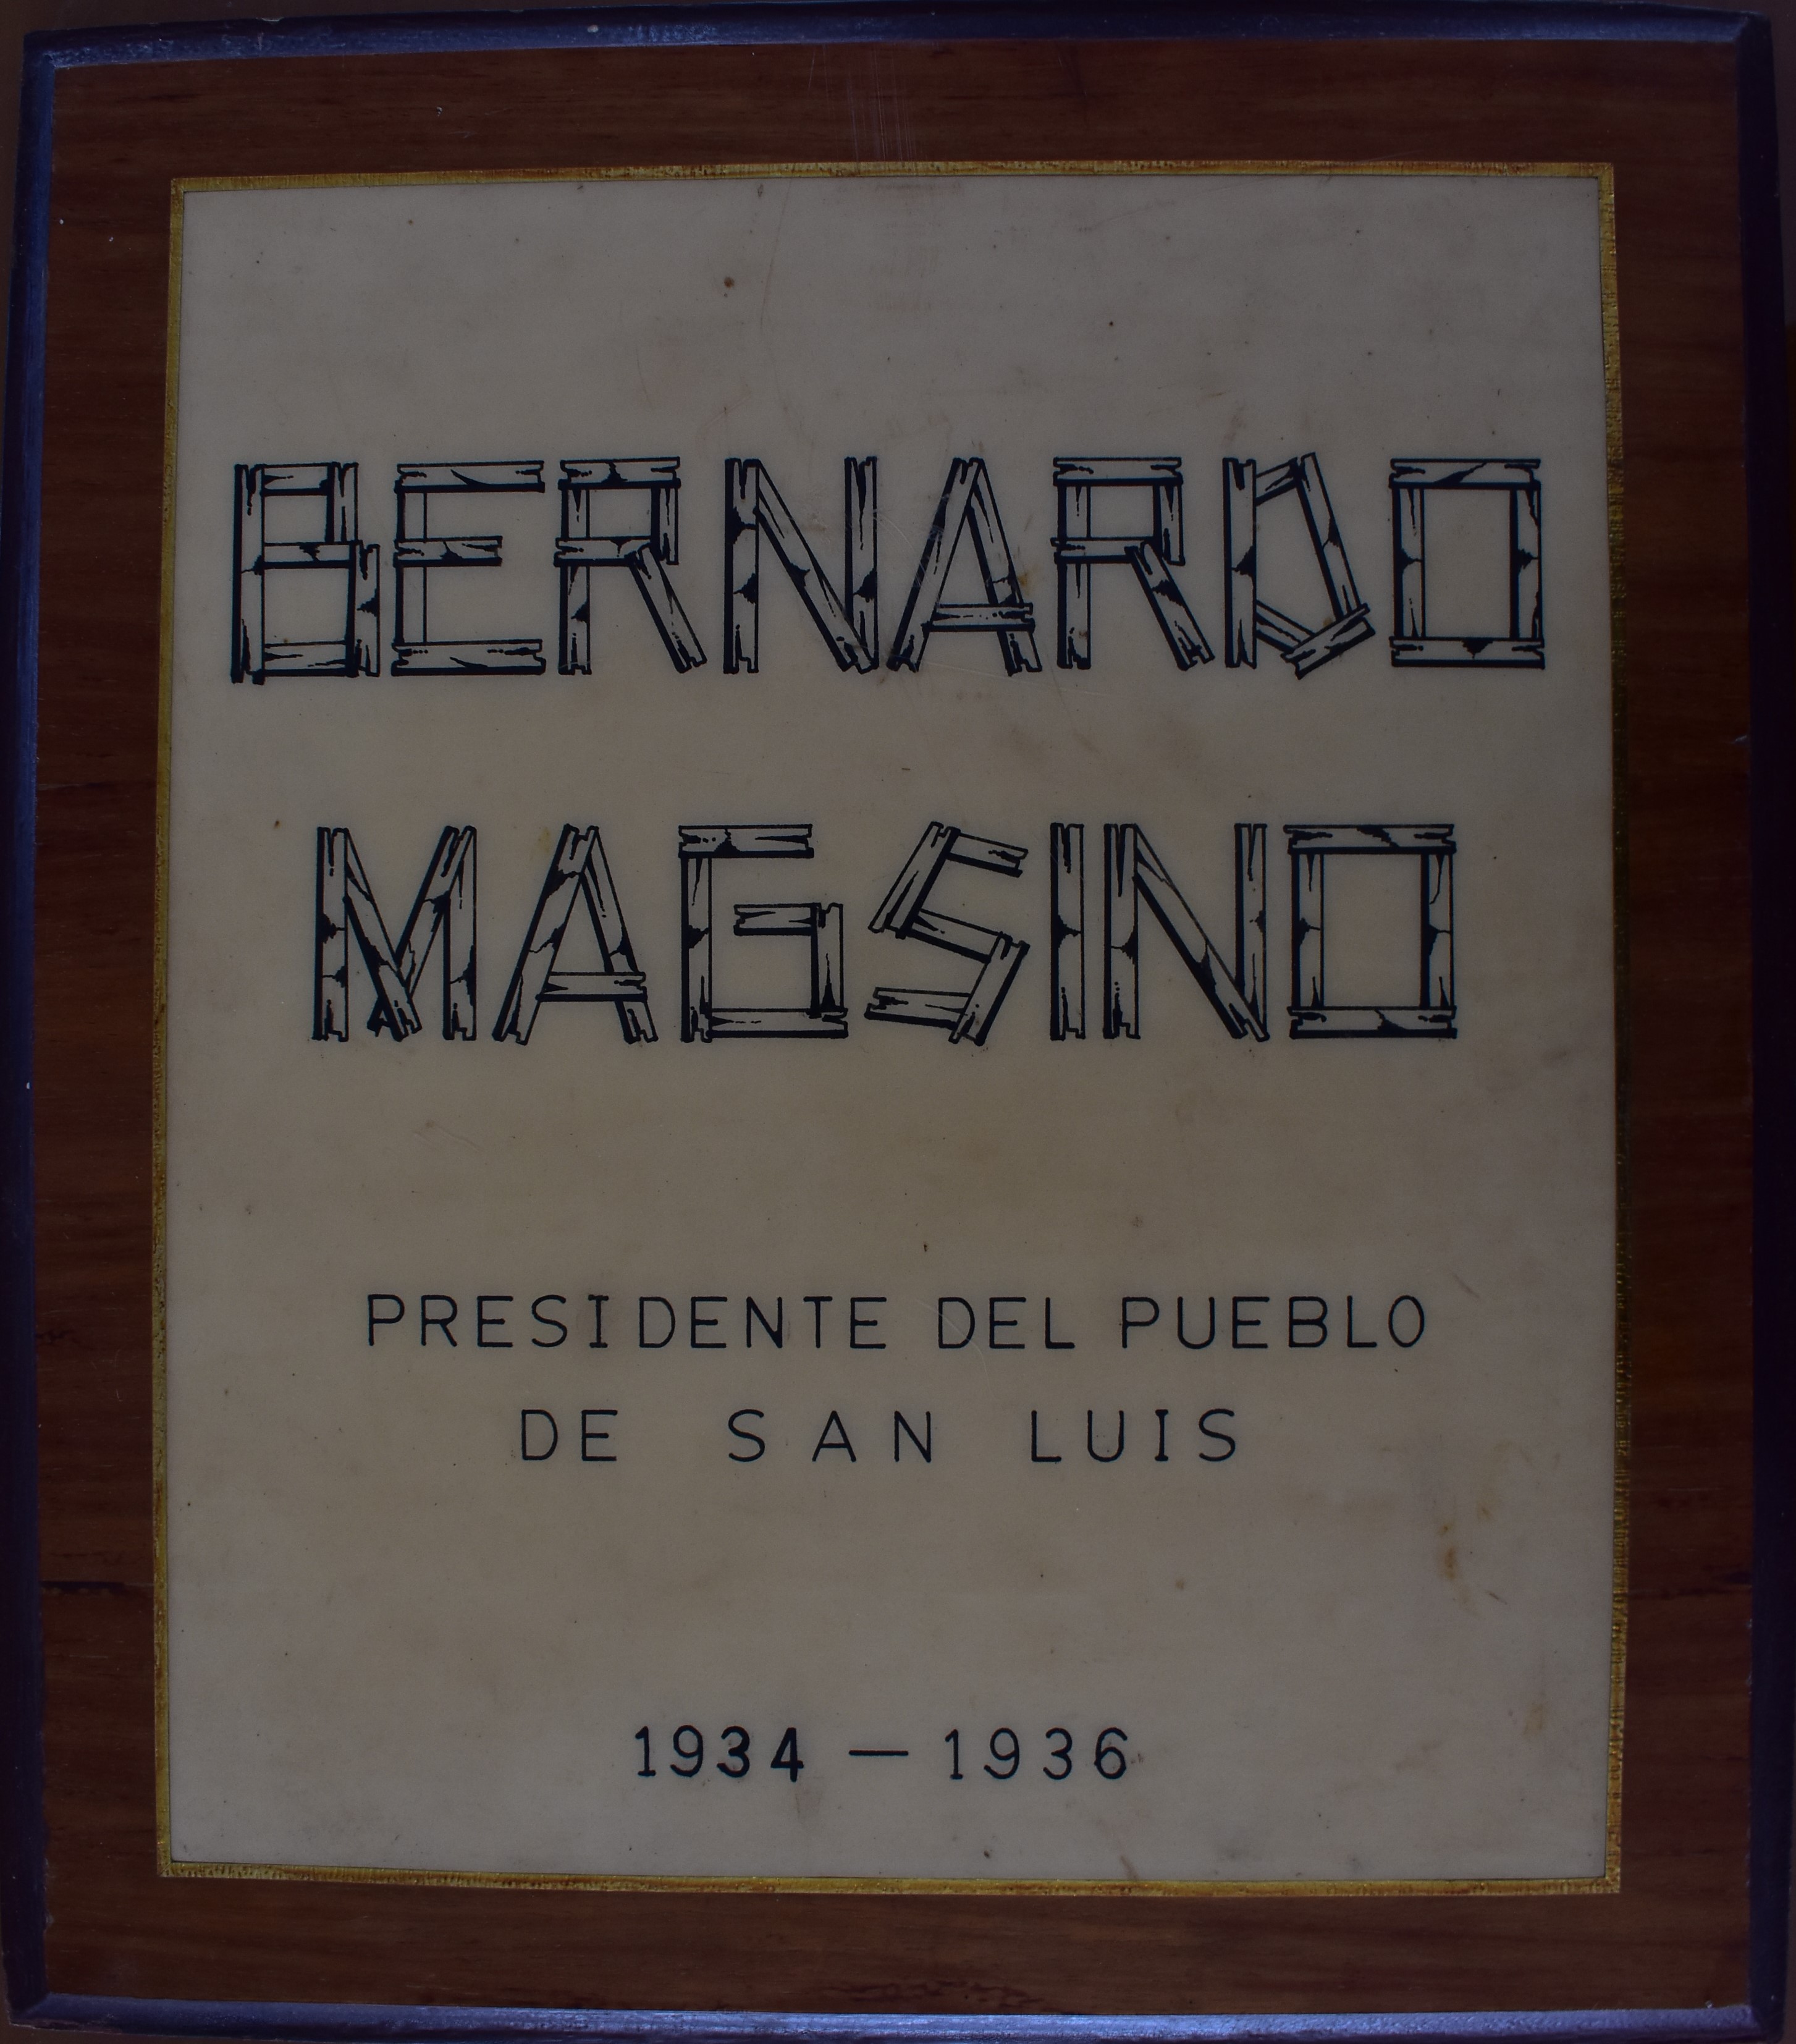 BERNARDO
MAGSINO
PRESIDENTE DEL PUEBLO
DE SAN LUIS
1934 — 1936